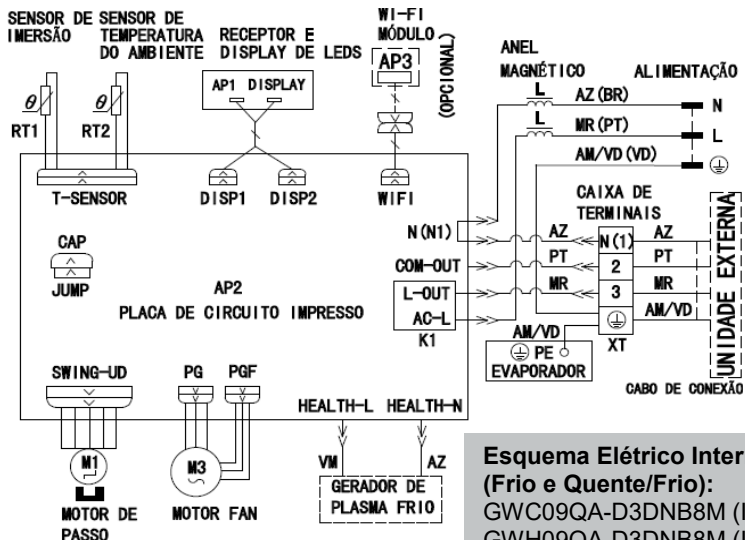 SENSOR DE IMERSÃO
SENSOR DE TEMPERATURA DO AMBIENTE
RECEPTOR E DISPLAY DE LEDS
WI-FI MÓDULO
(OPCIONAL)
AP1 DISPLAY
AP3
ANEL MAGNÉTICO
ALIMENTAÇÃO
θ
RT1
θ
RT2
L
AZ(BR)
N
L
MR(PT)
L
AM/VD(VD)
T-SENSOR
DISP1
DISP2
WIFI
CAIXA DE TERMINAIS
N(N1)
AZ
N(1)
AZ
COM-OUT
PT
2
PT
L-OUT
MR
3
MR
AC-L
K1
AM/VD
AM/VD
XT
PE
EVAPORADOR
UNIDADE EXTERNA
CABO DE CONEXÃO
CAP
JUMP
AP2
PLACA DE CIRCUITO IMPRESSO
SWING-UD
PG
PGF
HEALTH-L
HEALTH-N
M1
M3
VM
AZ
MOTOR DE PASSO
MOTOR FAN
GERADOR DE PLASMA FRIO
Esquema Elétrico Inter
(Frio e Quente/Frio):
GWC09QA-D3DNB8M
GWH09QA-D3DNB8M